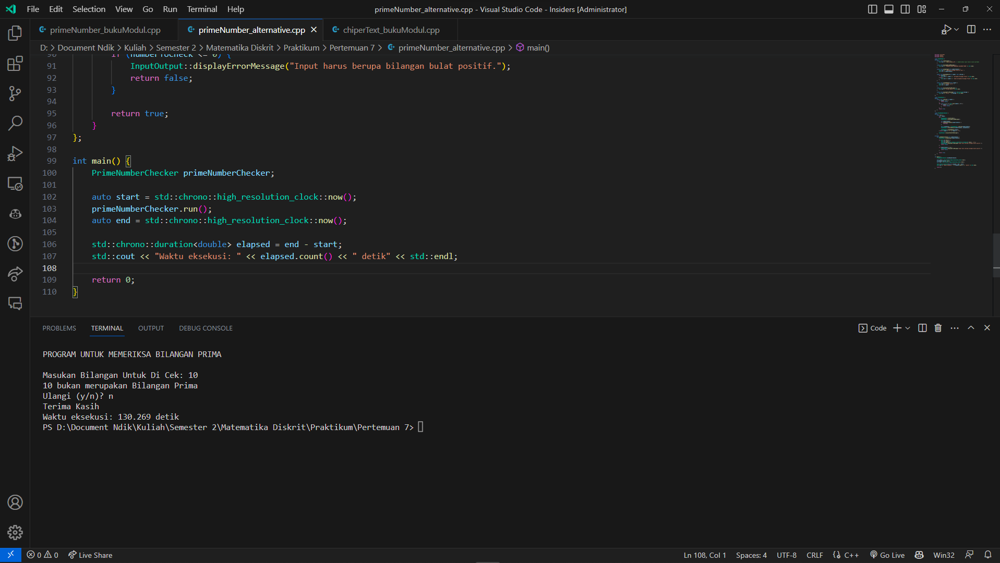 File Edit Selection View Go Run Terminal Help
primeNumber_alternative.cpp - Visual Studio Code - Insiders [Administrator]
primeNumber_bukuModul.cpp
primeNumber_alternative.cpp
chiperText_bukuModul.cpp
D: > Document Ndik > Kuliah > Semester 2 > Matematika Diskrit > Praktikum > Pertemuan 7 > primeNumber_alternative.cpp > main()
90 if (numberToCheck <= 0) {
91 InputOutput::displayErrorMessage("Input harus berupa bilangan bulat positif.");
92 return false;
93 }
94
95 return true;
96 }
97 };
98
99 int main() {
100 PrimeNumberChecker primeNumberChecker;
101
102 auto start = std::chrono::high_resolution_clock::now();
103 primeNumberChecker.run();
104 auto end = std::chrono::high_resolution_clock::now();
105
106 std::chrono::duration<double> elapsed = end - start;
107 std::cout << "Waktu eksekusi: " << elapsed.count() << " detik" << std::endl;
108
109 return 0;
110 }
PROBLEMS TERMINAL OUTPUT DEBUG CONSOLE
Code
PROGRAM UNTUK MEMERIKSA BILANGAN PRIMA
Masukan Bilangan Untuk Di Cek: 10
10 bukan merupakan Bilangan Prima
Ulangi (y/n)? n
Terima Kasih
Waktu eksekusi: 130.269 detik
PS D:\Document Ndik\Kuliah\Semester 2\Matematika Diskrit\Praktikum\Pertemuan 7>
0 0 Live Share
Ln 108, Col 1 Spaces: 4 UTF-8 CRLF C++ Go Live Win32